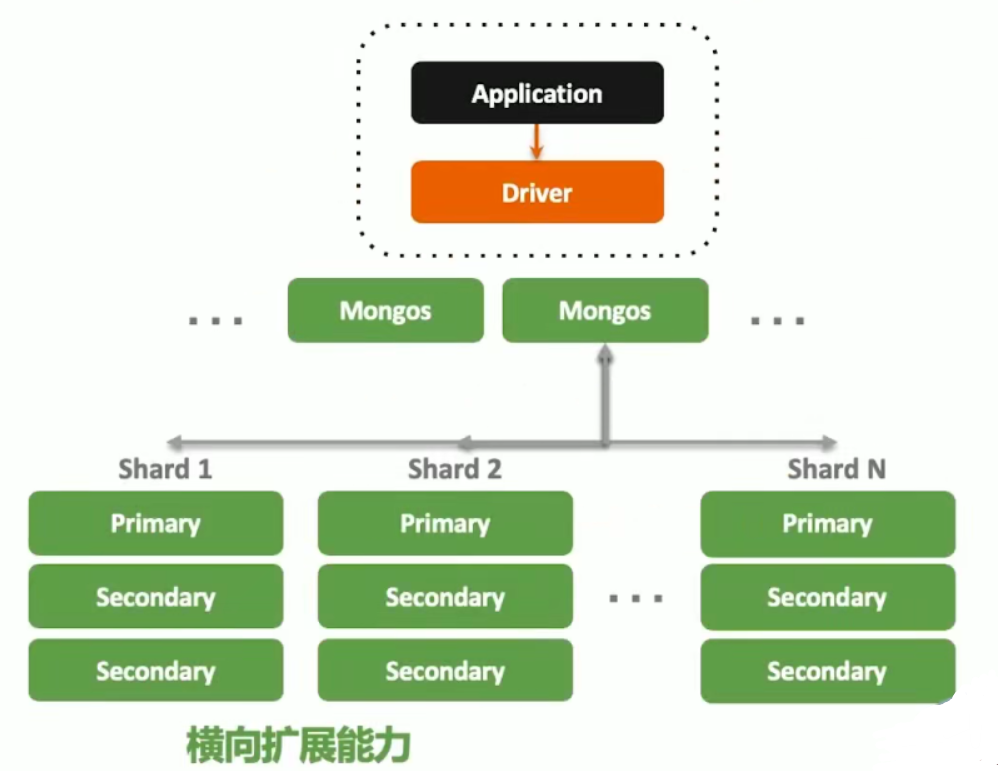 Application
Driver
... Mongos Mongos ...
Shard 1 Shard 2 Shard N
Primary Primary Primary
Secondary Secondary ... Secondary
Secondary Secondary Secondary
横向扩展能力